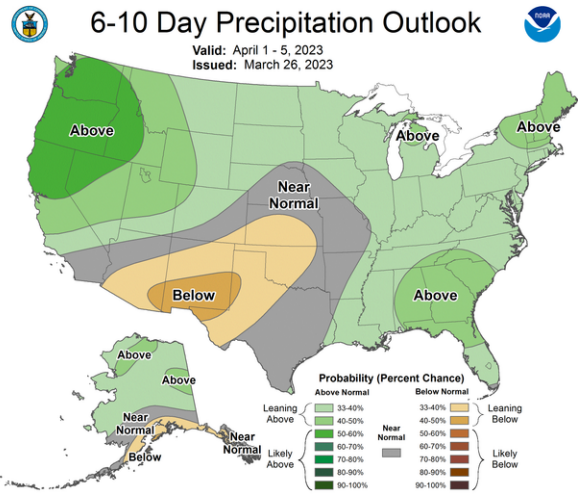 6-10 Day Precipitation Outlook
NOAA
Valid: April 1 - 5, 2023
Issued: March 26, 2023
Above
Above
Above
Near
Normal
Below
Above
Above
Above
Near
Normal
Below
Near
Normal
Probability (Percent Chance)
Above Normal
Below Normal
Leaning
Above
Likely
Above
33-40%
40-50%
50-60%
60-70%
70-80%
80-90%
90-100%
Near
Normal
33-40%
40-50%
50-60%
60-70%
70-80%
80-90%
90-100%
Leaning
Below
Likely
Below